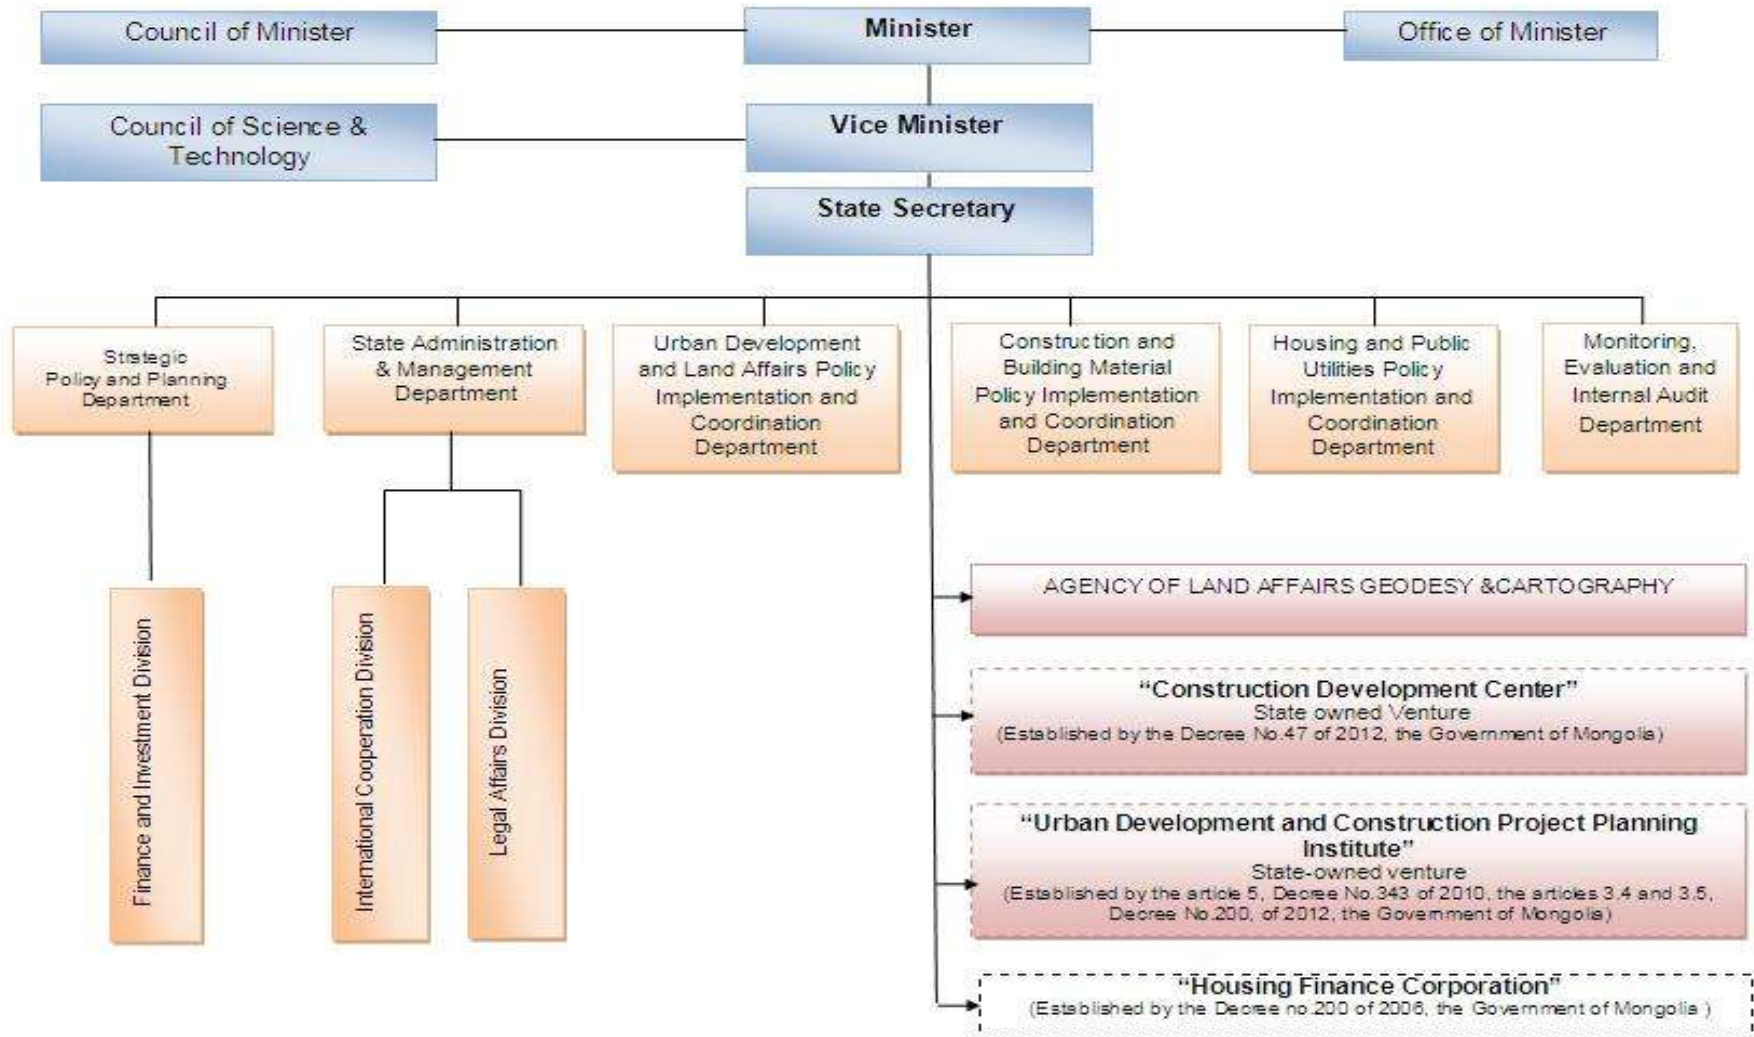 Council of Minister
Minister
Office of Minister
Council of Science &
Technology
Vice Minister
State Secretary
Strategic
Policy and Planning
Department
State Administration
& Management
Department
Urban Development
and Land Affairs Policy
Implementation and
Coordination
Department
Construction and
Building Material
Policy Implementation
and Coordination
Department
Housing and Public
Utilities Policy
Implementation and
Coordination
Department
Monitoring,
Evaluation and
Internal Audit
Department
Finance and Investment Division
International Cooperation Division
Legal Affairs Division
AGENCY OF LAND AFFAIRS GEODESY &CARTOGRAPHY
“Construction Development Center”
State owned Venture
(Established by the Decree No.47 of 2012, the Government of Mongolia)
“Urban Development and Construction Project Planning
Institute”
State-owned venture
(Established by the article 5, Decree No.343 of 2010, the articles 3.4 and 3.5,
Decree No.200, of 2012, the Government of Mongolia)
“Housing Finance Corporation”
(Established by the Decree no.200 of 2006, the Government of Mongolia )